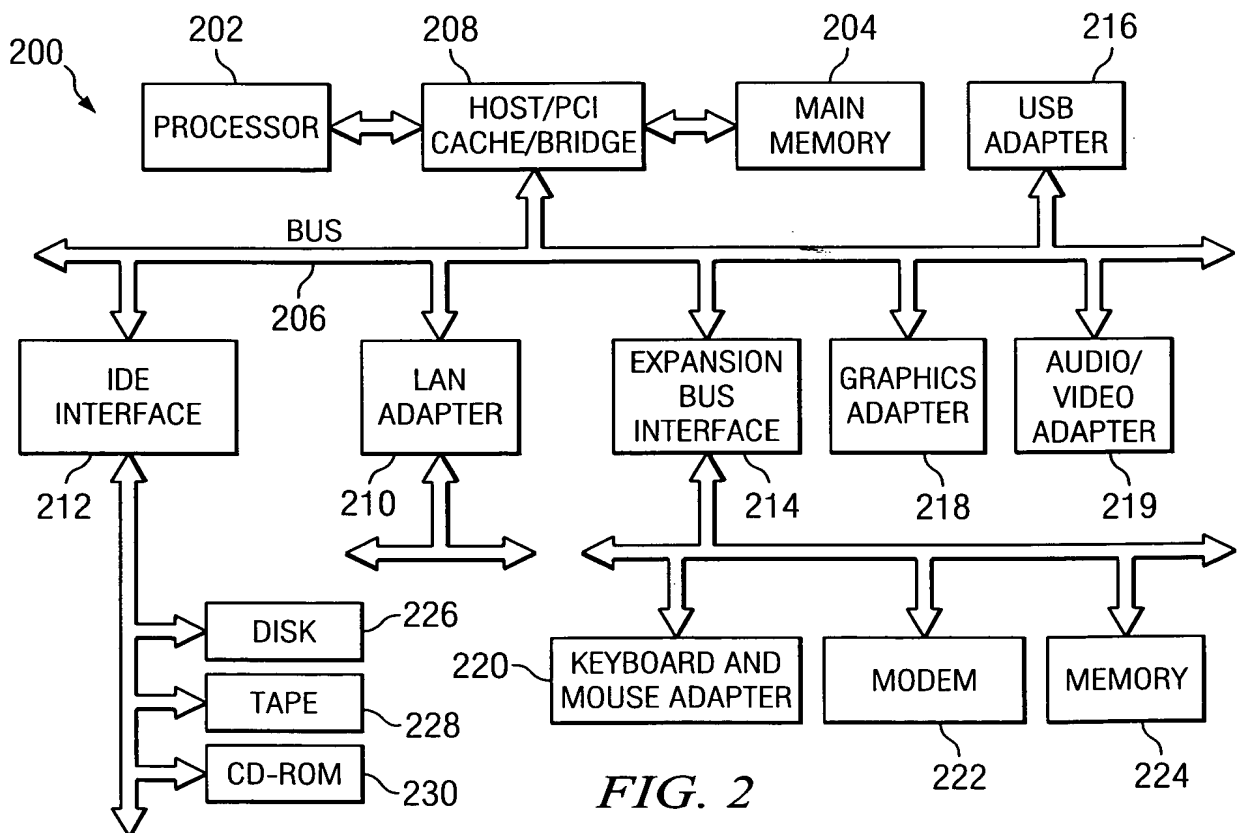 200
202
208
204
216
PROCESSOR
HOST/PCI
CACHE/BRIDGE
MAIN
MEMORY
USB
ADAPTER
BUS
206
IDE
INTERFACE
LAN
ADAPTER
EXPANSION
BUS
INTERFACE
GRAPHICS
ADAPTER
AUDIO/
VIDEO
ADAPTER
212
210
214
218
219
DISK
226
TAPE
228
CD-ROM
230
220
KEYBOARD AND
MOUSE ADAPTER
MODEM
MEMORY
222
224
FIG. 2